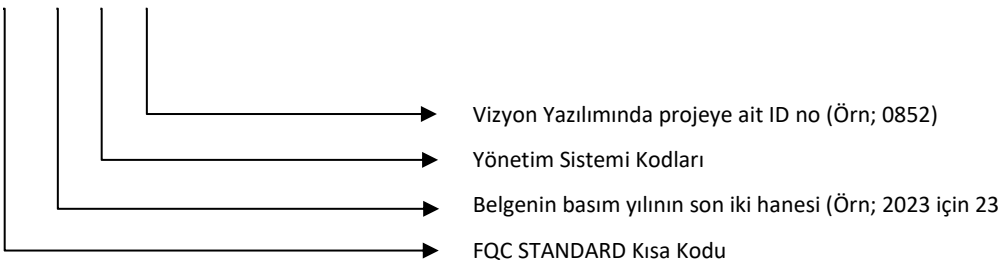 Vizyon Yazılımında projeye ait ID no (Örn; 0852)
Yönetim Sistemi Kodları
Belgenin basım yılının son iki hanesi (Örn; 2023 için 23
FQC STANDARD Kısa Kodu